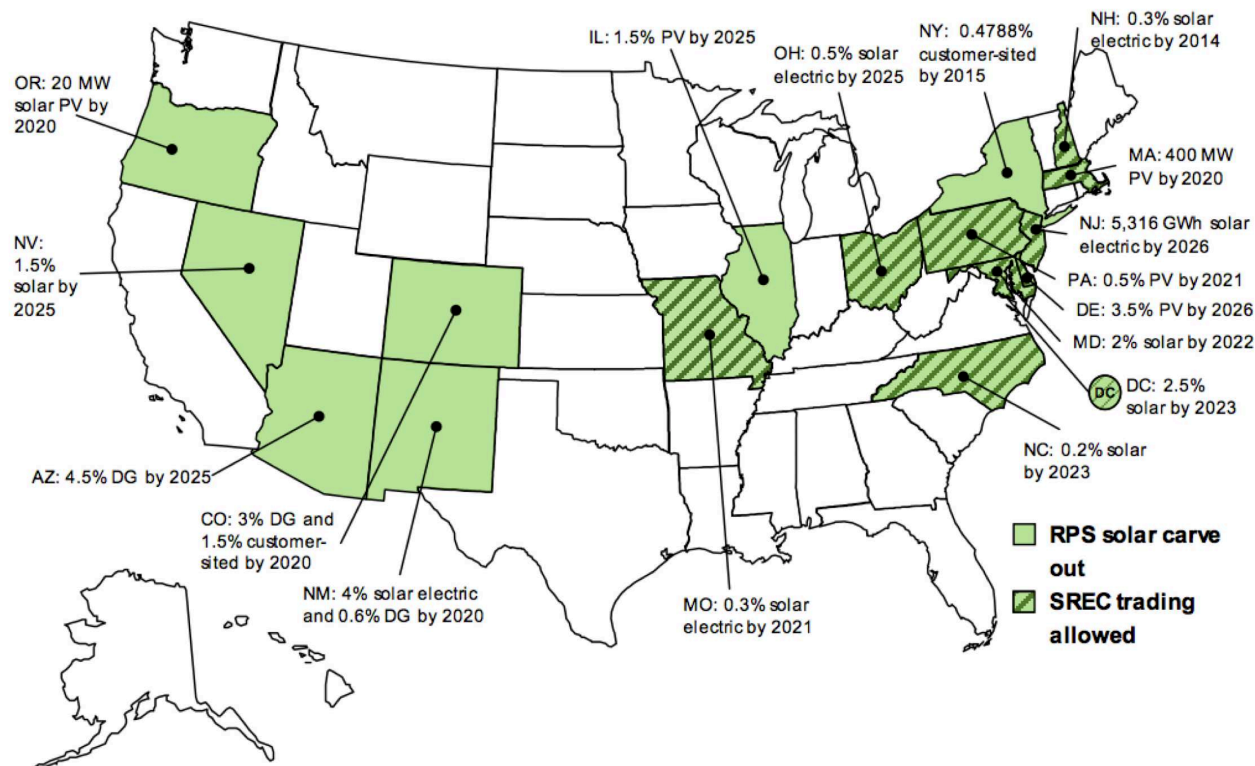 IL: 1.5% PV by 2025
OH: 0.5% solar
electric by 2025
NY: 0.4788%
customer-sited
by 2015
NH: 0.3% solar
electric by 2014
OR: 20 MW
solar PV by
2020
MA: 400 MW
PV by 2020
NV:
1.5%
solar by
2025
NJ: 5,316 GWh solar
electric by 2026
PA: 0.5% PV by 2021
DE: 3.5% PV by 2026
MD: 2% solar by 2022
DC
DC: 2.5%
solar by 2023
NC: 0.2% solar
by 2023
AZ: 4.5% DG by 2025
CO: 3% DG and
1.5% customer-
sited by 2020
NM: 4% solar electric
and 0.6% DG by 2020
MO: 0.3% solar
electric by 2021
RPS solar carve
out
SREC trading
allowed